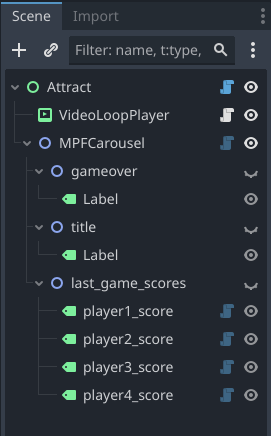 Scene Import
Filter: name, t:type,
Attract
VideoLoopPlayer
MPFCarousel
gameover
Label
title
Label
last_game_scores
player1_score
player2_score
player3_score
player4_score